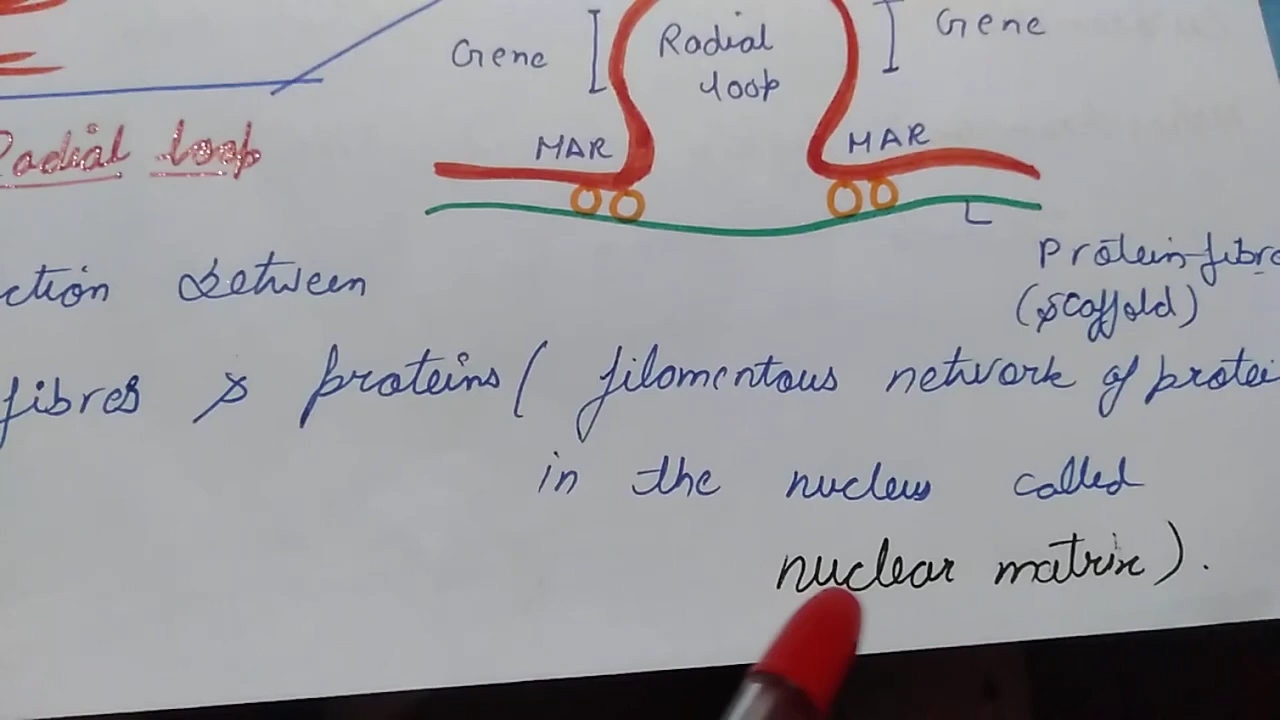 Gene
Radial
loop
Gene
MAR
MAR
Radial loop
Protein fibre
(scaffold)
ction between
fibres & proteins ( filamentous network of protei
in the nucleus called
nuclear matrix).